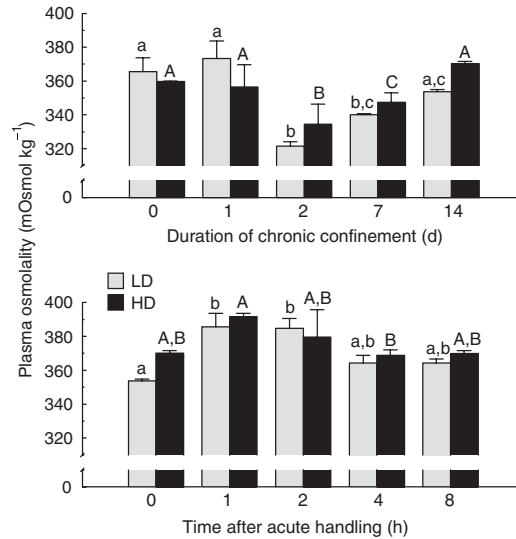 Plasma osmolality (mOsmol kg⁻¹)
400
380
360
340
320
0
a
A
a
A
b
B
b,c
C
a,c
A
0 1 2 7 14
Duration of chronic confinement (d)
LD
HD
400
380
360
340
320
0
a
A,B
b
A
b
A,B
a,b
B
a,b
A,B
0 1 2 4 8
Time after acute handling (h)